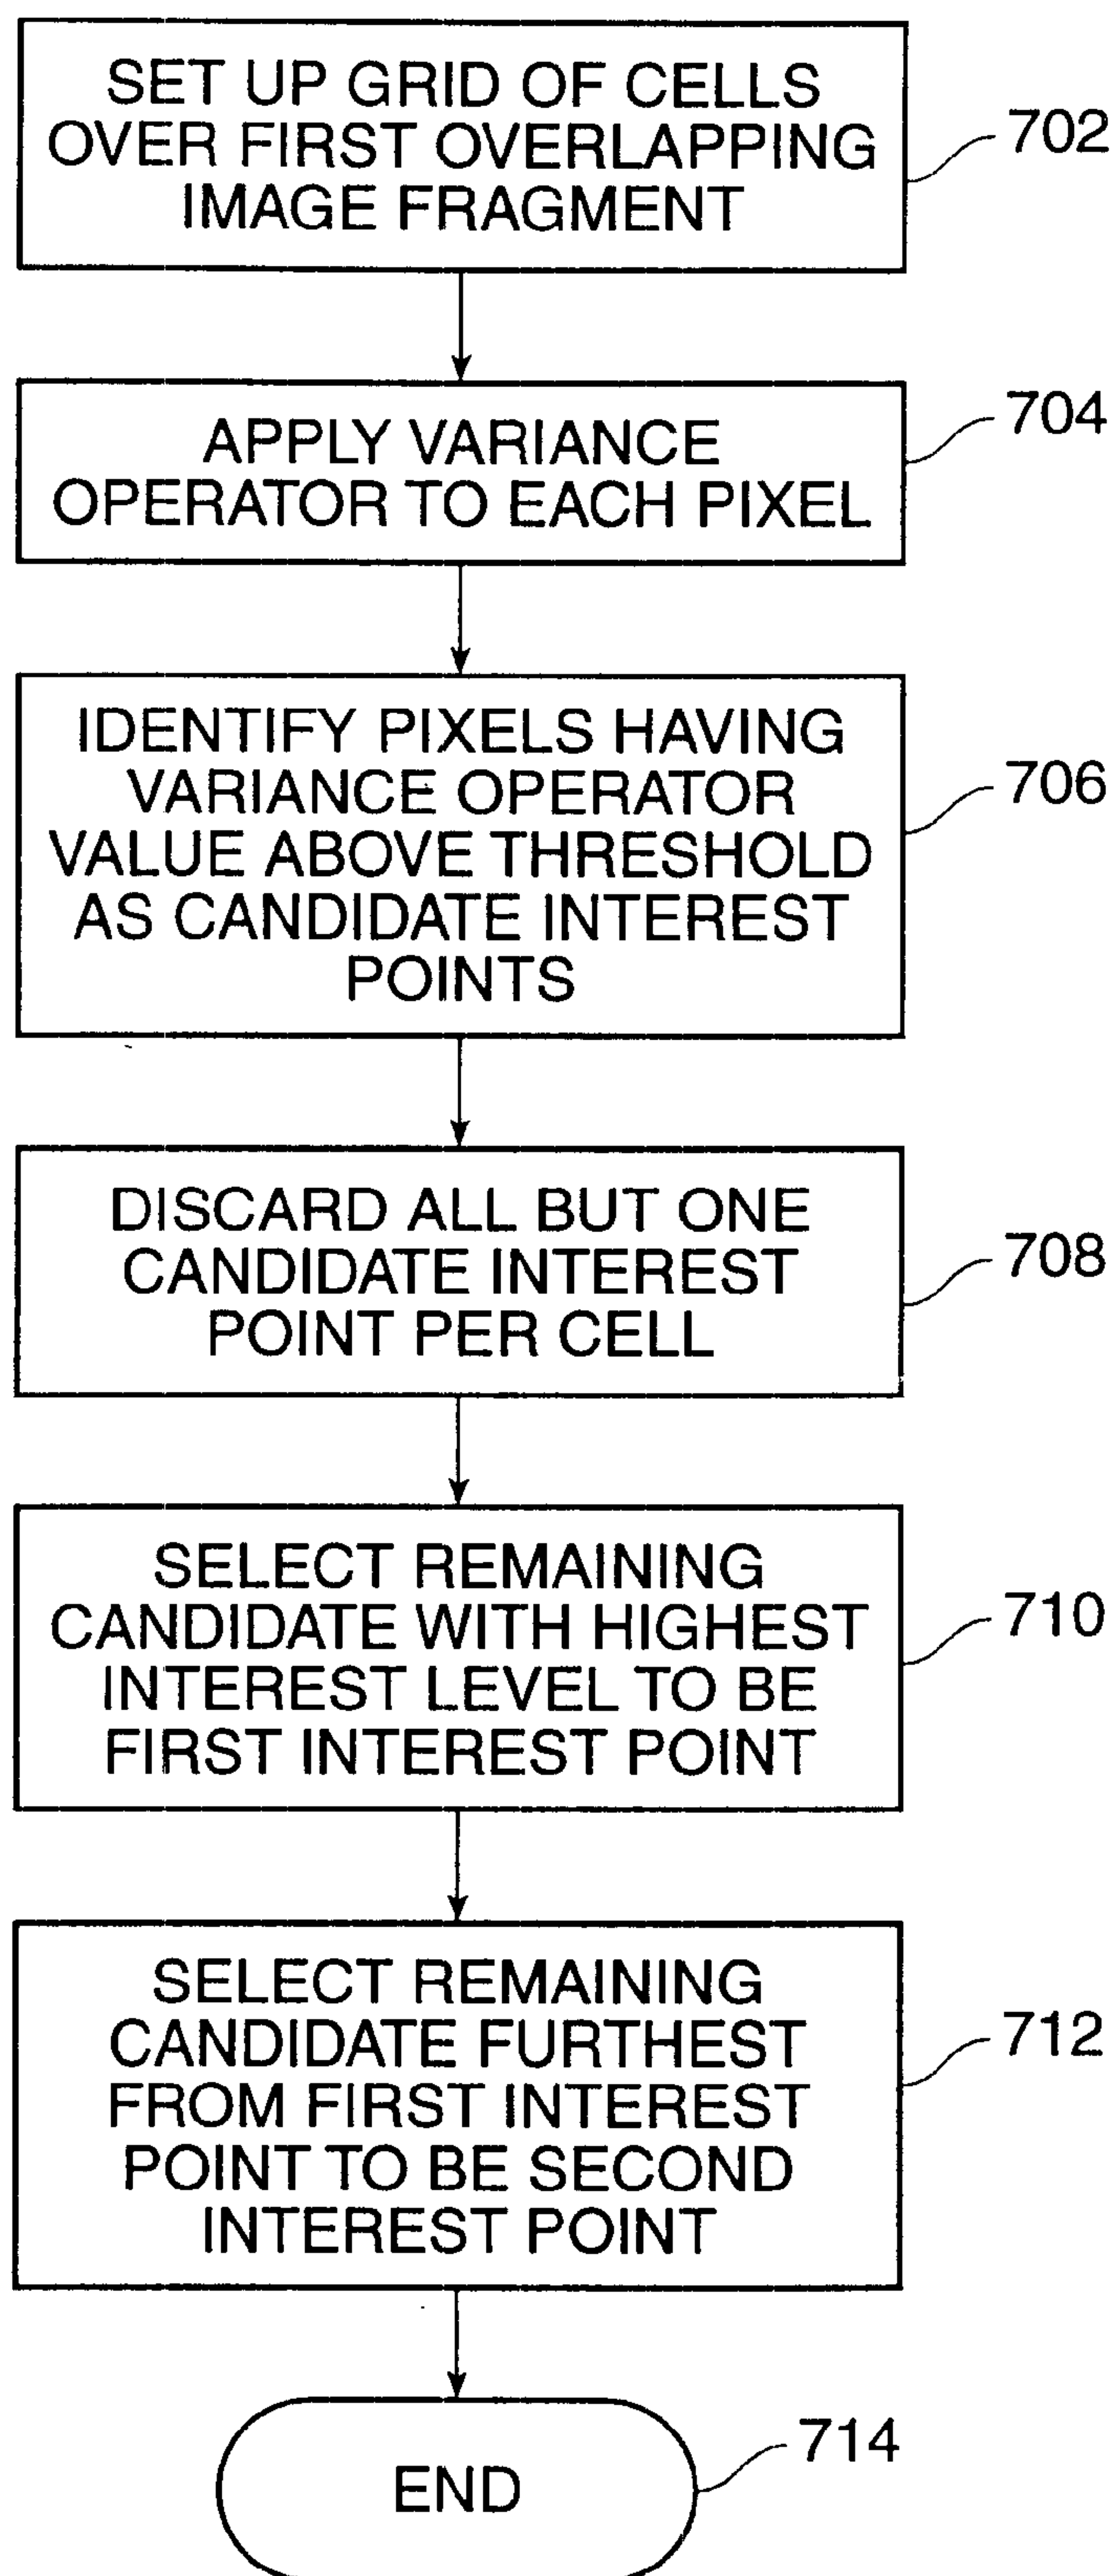 SET UP GRID OF CELLS
OVER FIRST OVERLAPPING
IMAGE FRAGMENT
702
APPLY VARIANCE
OPERATOR TO EACH PIXEL
704
IDENTIFY PIXELS HAVING
VARIANCE OPERATOR
VALUE ABOVE THRESHOLD
AS CANDIDATE INTEREST
POINTS
706
DISCARD ALL BUT ONE
CANDIDATE INTEREST
POINT PER CELL
708
SELECT REMAINING
CANDIDATE WITH HIGHEST
INTEREST LEVEL TO BE
FIRST INTEREST POINT
710
SELECT REMAINING
CANDIDATE FURTHEST
FROM FIRST INTEREST
POINT TO BE SECOND
INTEREST POINT
712
END
714